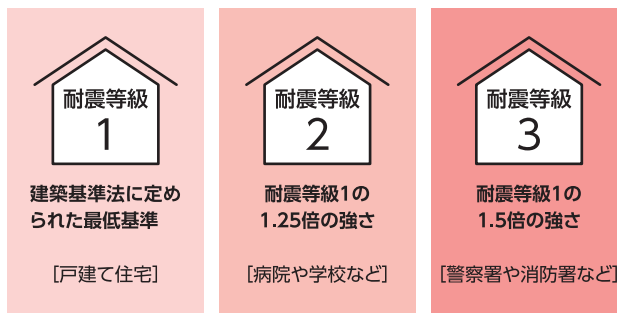 耐震等級
1
建築基準法に定め
られた最低基準
[戸建て住宅]
耐震等級
2
耐震等級1の
1.25倍の強さ
[病院や学校など]
耐震等級
3
耐震等級1の
1.5倍の強さ
[警察署や消防署など]